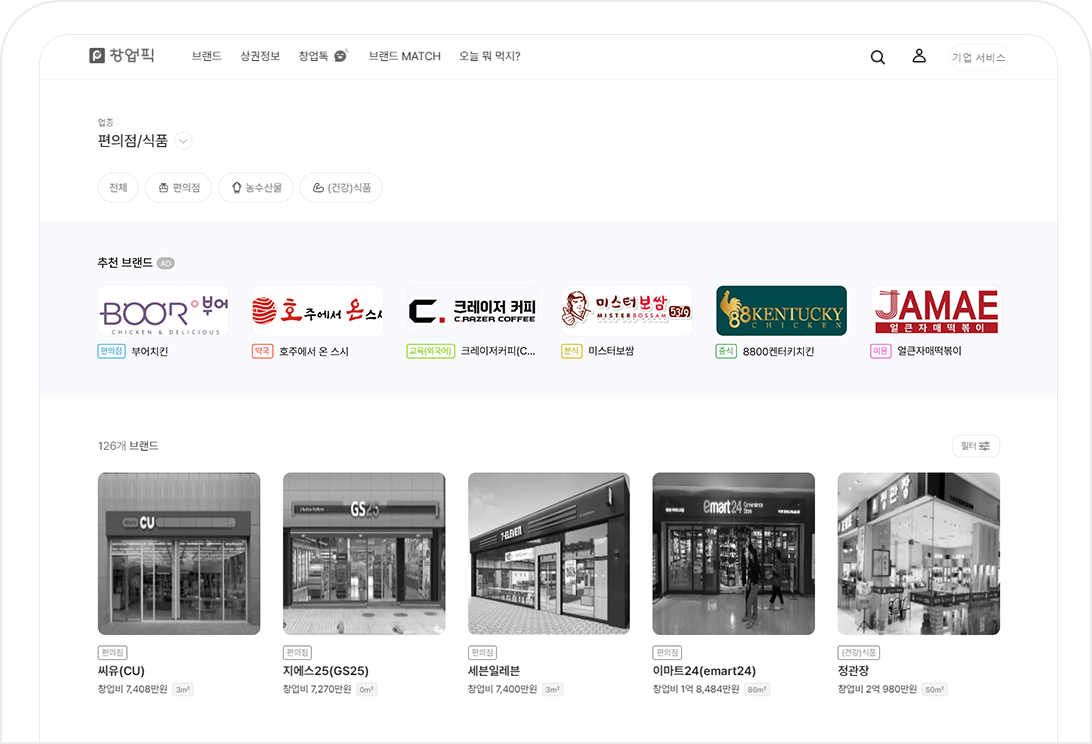 창업픽
브랜드 상권정보 창업톡 브랜드 MATCH 오늘 뭐 먹지? 기업 서비스
업종
편의점/식품
전체 편의점 농수산물 (건강)식품
추천 브랜드 AD
BOOR 부어
CHICKEN & DELICIOUS
호주에서 온 스시
C. 크레이저 커피
C.RAZER COFFEE
미스터보쌈
MISTER BOSSAM
88 KENTUCKY
CHICKEN
JAMAE
얼큰자매떡볶이
편의점 부어치킨
약국 호주에서 온 스시
교육(외국어) 크레이저커피(C...
분식 미스터보쌈
중식 8800켄터키치킨
미용 얼큰자매떡볶이
126개 브랜드 필터
CU
GS25
7-ELEVEN
emart24 Convenience Store
정관장
편의점
씨유(CU)
창업비 7,408만원 3m²
편의점
지에스25(GS25)
창업비 7,270만원 0m²
편의점
세븐일레븐
창업비 7,400만원 3m²
편의점
이마트24(emart24)
창업비 1억 8,484만원 86m²
(건강)식품
정관장
창업비 2억 980만원 50m²